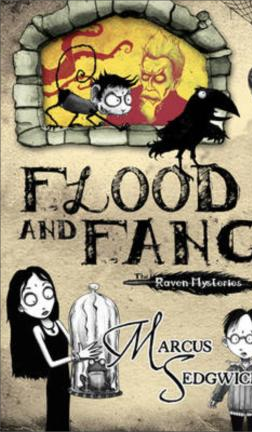 FLOOD
AND FANG
The Raven Mysteries
MARCUS
SEDGWICK